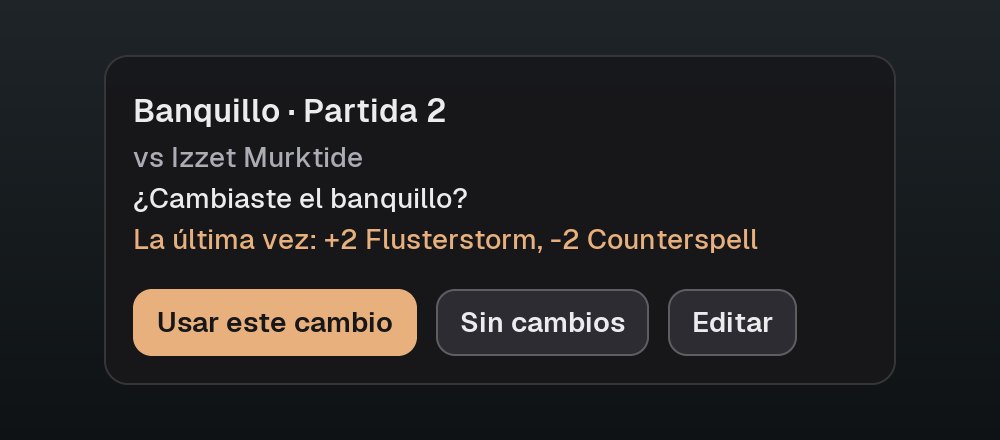 Banquillo · Partida 2
vs Izzet Murktide
¿Cambiaste el banquillo?
La última vez: +2 Flusterstorm, -2 Counterspell
Usar este cambio
Sin cambios
Editar